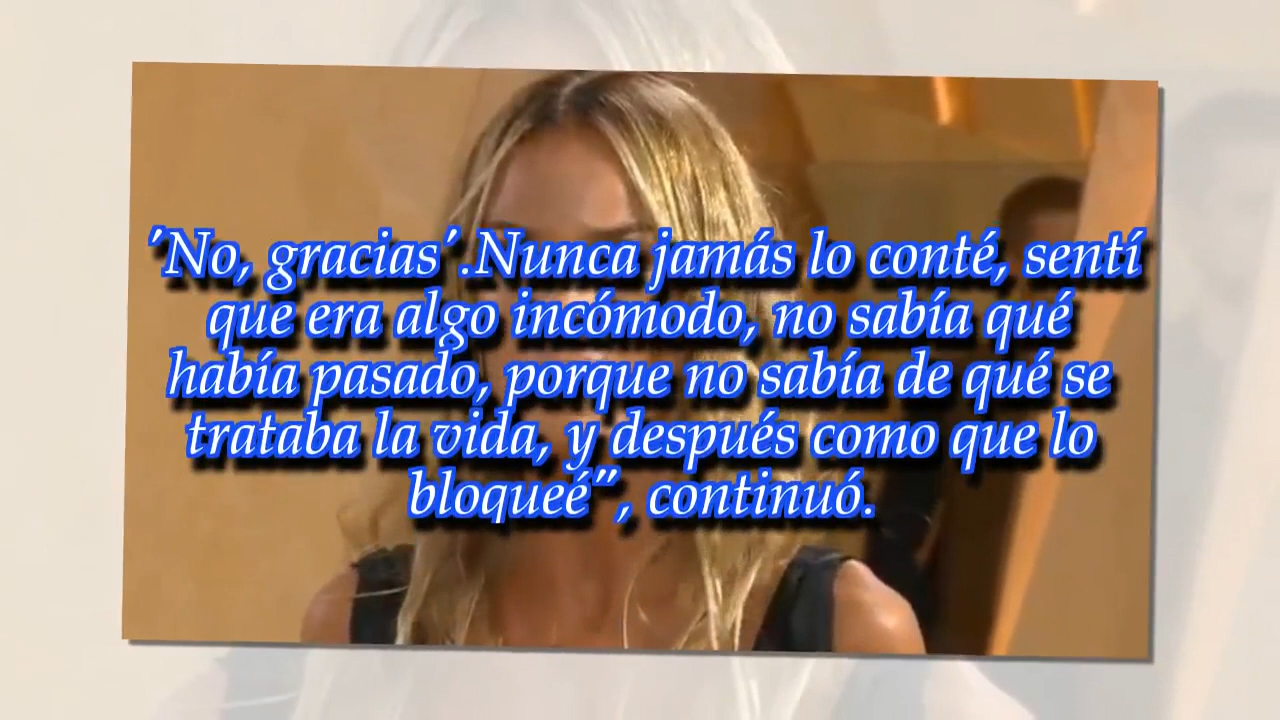 'No, gracias'.Nunca jamás lo conté, sentí
que era algo incómodo, no sabía qué
había pasado, porque no sabía de qué se
trataba la vida, y después como que lo
bloqueé”, continuó.